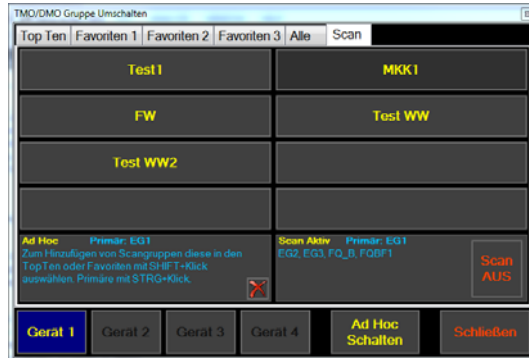 TMO/DMO Gruppe Umschalten
Top Ten Favoriten 1 Favoriten 2 Favoriten 3 Alle Scan
Test1 MKK1
FW Test WW
Test WW2
Ad Hoc Primär: EG1
Zum Hinzufügen von Scangruppen diese in den
TopTen oder Favoriten mit SHIFT+Klick
auswählen. Primäre mit STRG+Klick.
Scan Aktiv Primär: EG1
EG2, EG3, FQ_B, FQBF1
Scan
AUS
Gerät 1 Gerät 2 Gerät 3 Gerät 4 Ad Hoc
Schalten Schließen